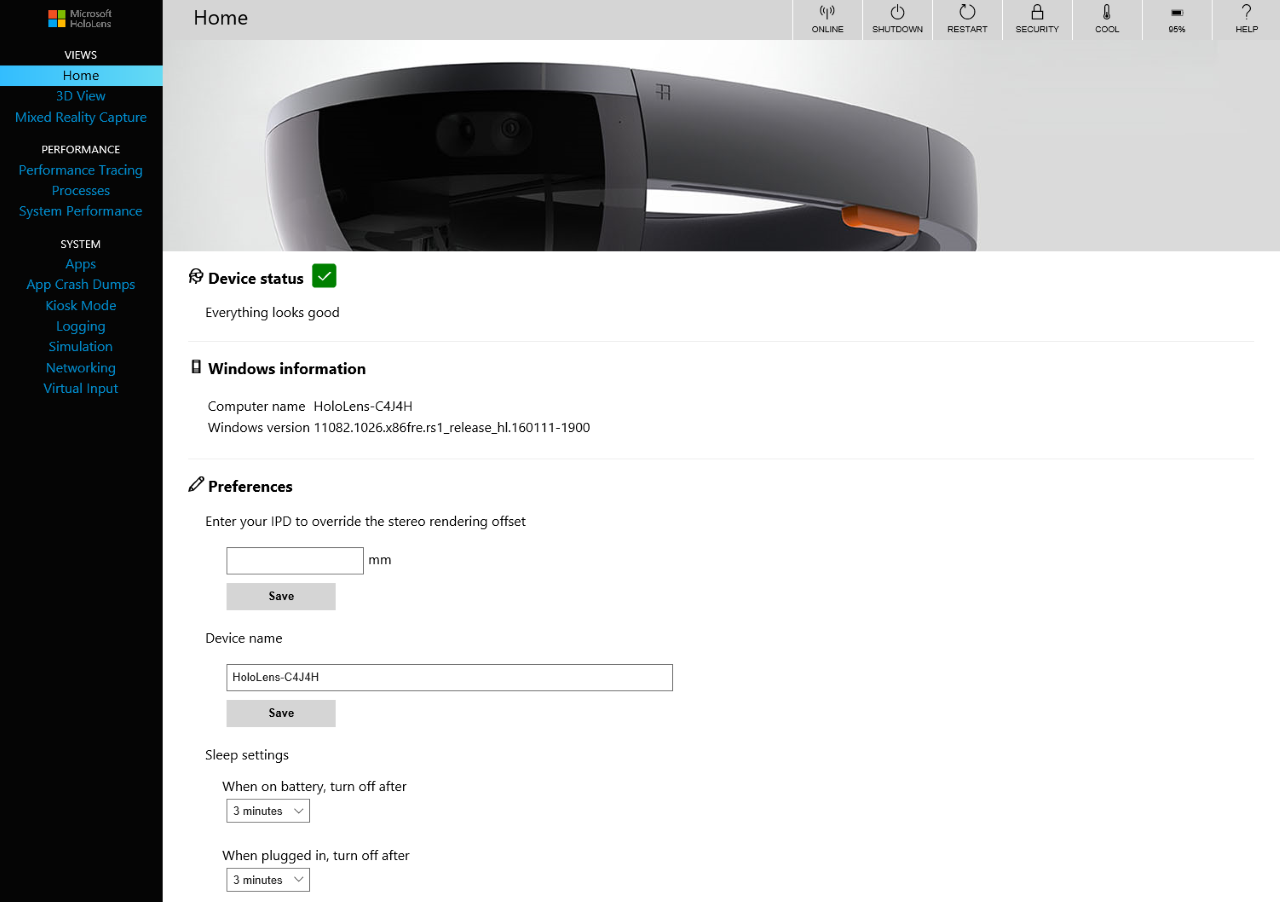 Microsoft
HoloLens
VIEWS
Home
3D View
Mixed Reality Capture
PERFORMANCE
Performance Tracing
Processes
System Performance
SYSTEM
Apps
App Crash Dumps
Kiosk Mode
Logging
Simulation
Networking
Virtual Input
Home
ONLINE
SHUTDOWN
RESTART
SECURITY
COOL
95%
HELP
Device status
Everything looks good
Windows information
Computer name HoloLens-C4J4H
Windows version 11082.1026.x86fre.rs1_release_hl.160111-1900
Preferences
Enter your IPD to override the stereo rendering offset
mm
Save
Device name
HoloLens-C4J4H
Save
Sleep settings
When on battery, turn off after
3 minutes
When plugged in, turn off after
3 minutes